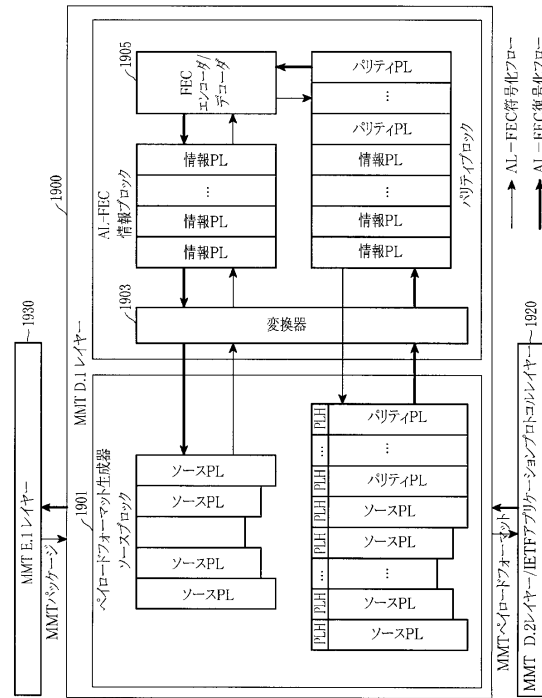 MMT E.1 レイヤー
1930
MMTパッケージ
1900
MMT D.1 レイヤー
1901
ペイロードフォーマット生成器
ソースブロック
ソースPL
ソースPL
…
ソースPL
ソースPL
1903
変換器
AL-FEC
情報ブロック
情報PL
情報PL
…
情報PL
1905
FEC
エンコーダ/
デコーダ
情報PL
情報PL
…
情報PL
パリティPL
…
パリティPL
パリティブロック
PLH
PLH
…
PLH
PLH
PLH
…
PLH
ソースPL
ソースPL
…
ソースPL
ソースPL
パリティPL
…
パリティPL
MMTペイロードフォーマット
MMT D.2レイヤー/IETFアプリケーションプロトコルレイヤー
1920
AL-FEC符号化フロー
AL-FEC復号化フロー